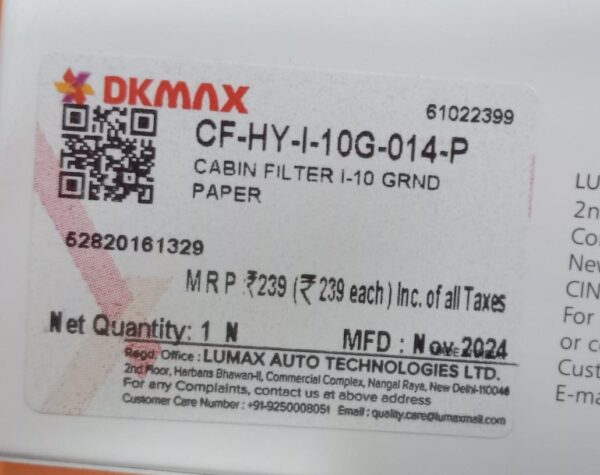 DKMAX
61022399
CF-HY-I-10G-014-P
CABIN FILTER I-10 GRND
PAPER
62820161329
MRP ₹239 (₹ 239 each) Inc. of all Taxes
Net Quantity: 1 N
MFD : Nov 2024
Regd. Office : LUMAX AUTO TECHNOLOGIES LTD.
2nd Floor, Harbans Bhawan-II, Commercial Complex, Nangal Raya, New Delhi-110046
For any Complaints, contact us at above address
Customer Care Number : +91-9250008051 Email : quality.care@lumaxmail.com
LU
2n
Co
Nev
CIN
For
or c
Cust
E-ma